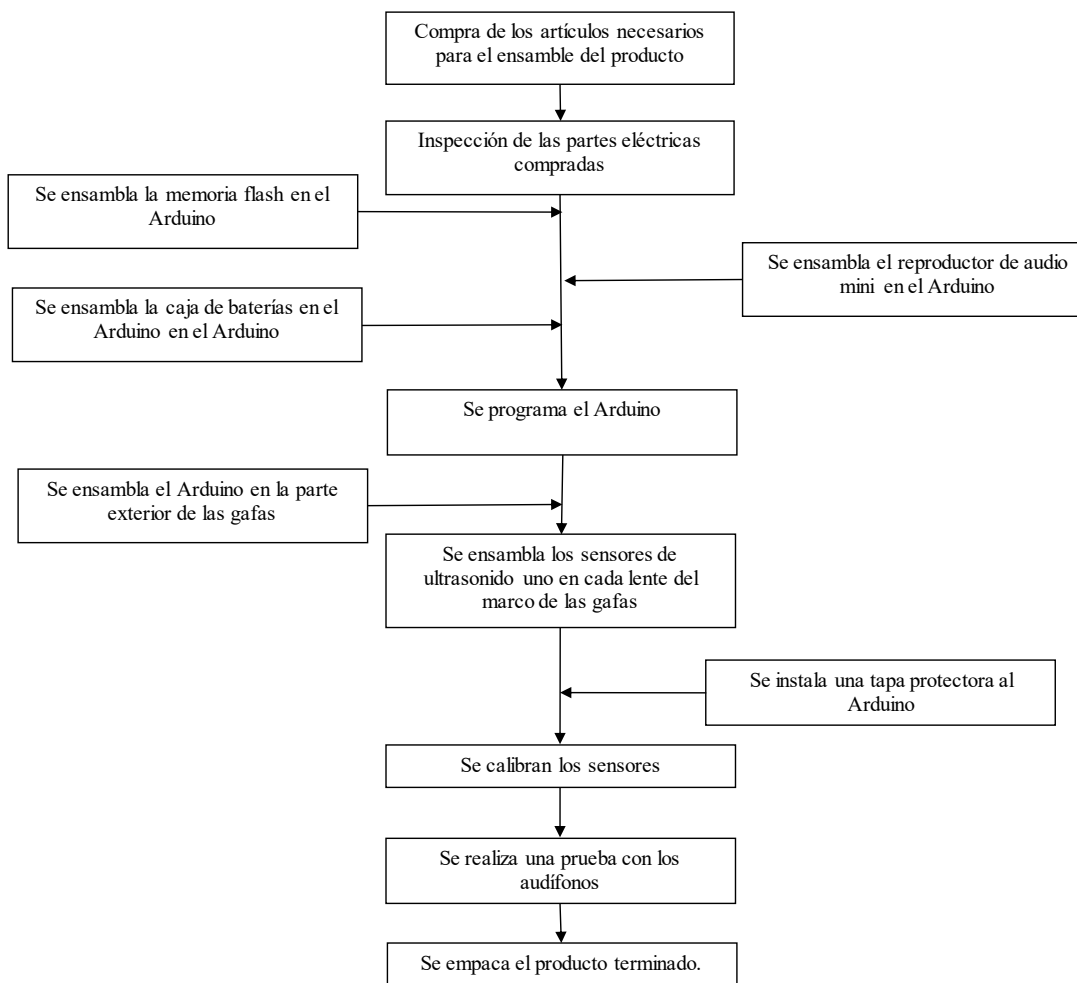 Compra de los artículos necesarios
para el ensamble del producto
Inspección de las partes eléctricas
compradas
Se ensambla la memoria flash en el
Arduino
Se ensambla el reproductor de audio
mini en el Arduino
Se ensambla la caja de baterías en el
Arduino en el Arduino
Se programa el Arduino
Se ensambla el Arduino en la parte
exterior de las gafas
Se ensambla los sensores de
ultrasonido uno en cada lente del
marco de las gafas
Se instala una tapa protectora al
Arduino
Se calibran los sensores
Se realiza una prueba con los
audífonos
Se empaca el producto terminado.